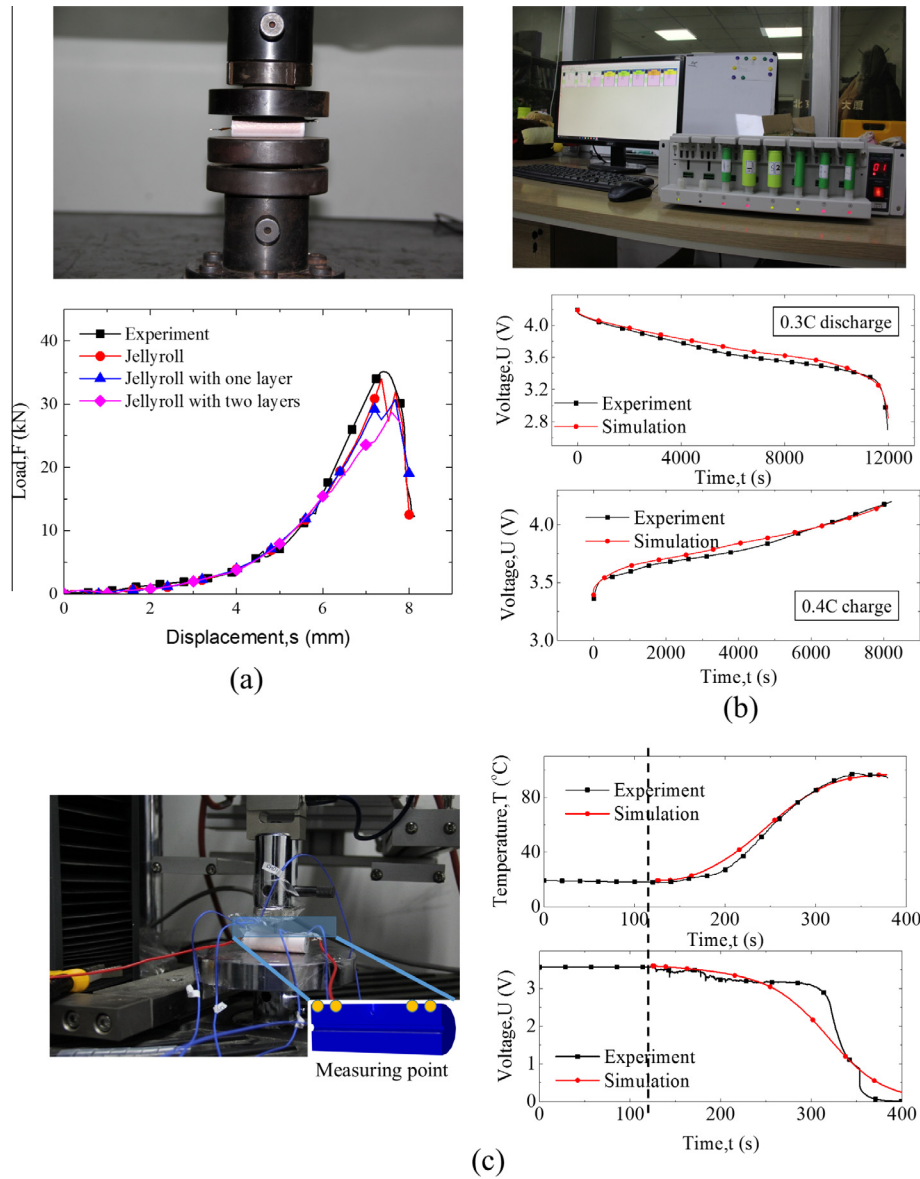 45
40
30
20
10
0
Load,F (kN)
Experiment
Jellyroll
Jellyroll with one layer
Jellyroll with two layers
0 2 4 6 8
Displacement,s (mm)
(a)
01
4.0
3.6
3.2
2.8
Voltage,U (V)
0.3C discharge
Experiment
Simulation
0 4000 8000 12000
Time,t (s)
4.0
3.5
3.0
Voltage,U (V)
Experiment
Simulation
0.4C charge
0 2000 4000 6000 8000
Time,t (s)
(b)
Measuring point
80
40
0
Temperature,T (°C)
Experiment
Simulation
0 100 200 300 400
Time,t (s)
3
2
1
0
Voltage,U (V)
Experiment
Simulation
0 100 200 300 400
Time,t (s)
(c)